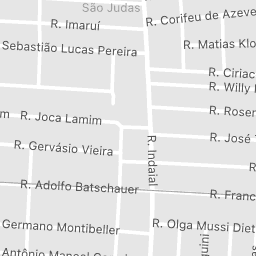 São Judas
R. Corifeu de Azeve
R. Imaruí
Sebastião Lucas Pereira
R. Matias Klo
R. Ciriac
R. Willy
R. Joca Lamim
R. Roser
R. José
R. Gervásio Vieira
R. Indaial
R. Adolfo Batschauer
R. Franc
Germano Montibeller
R. Olga Mussi Diet